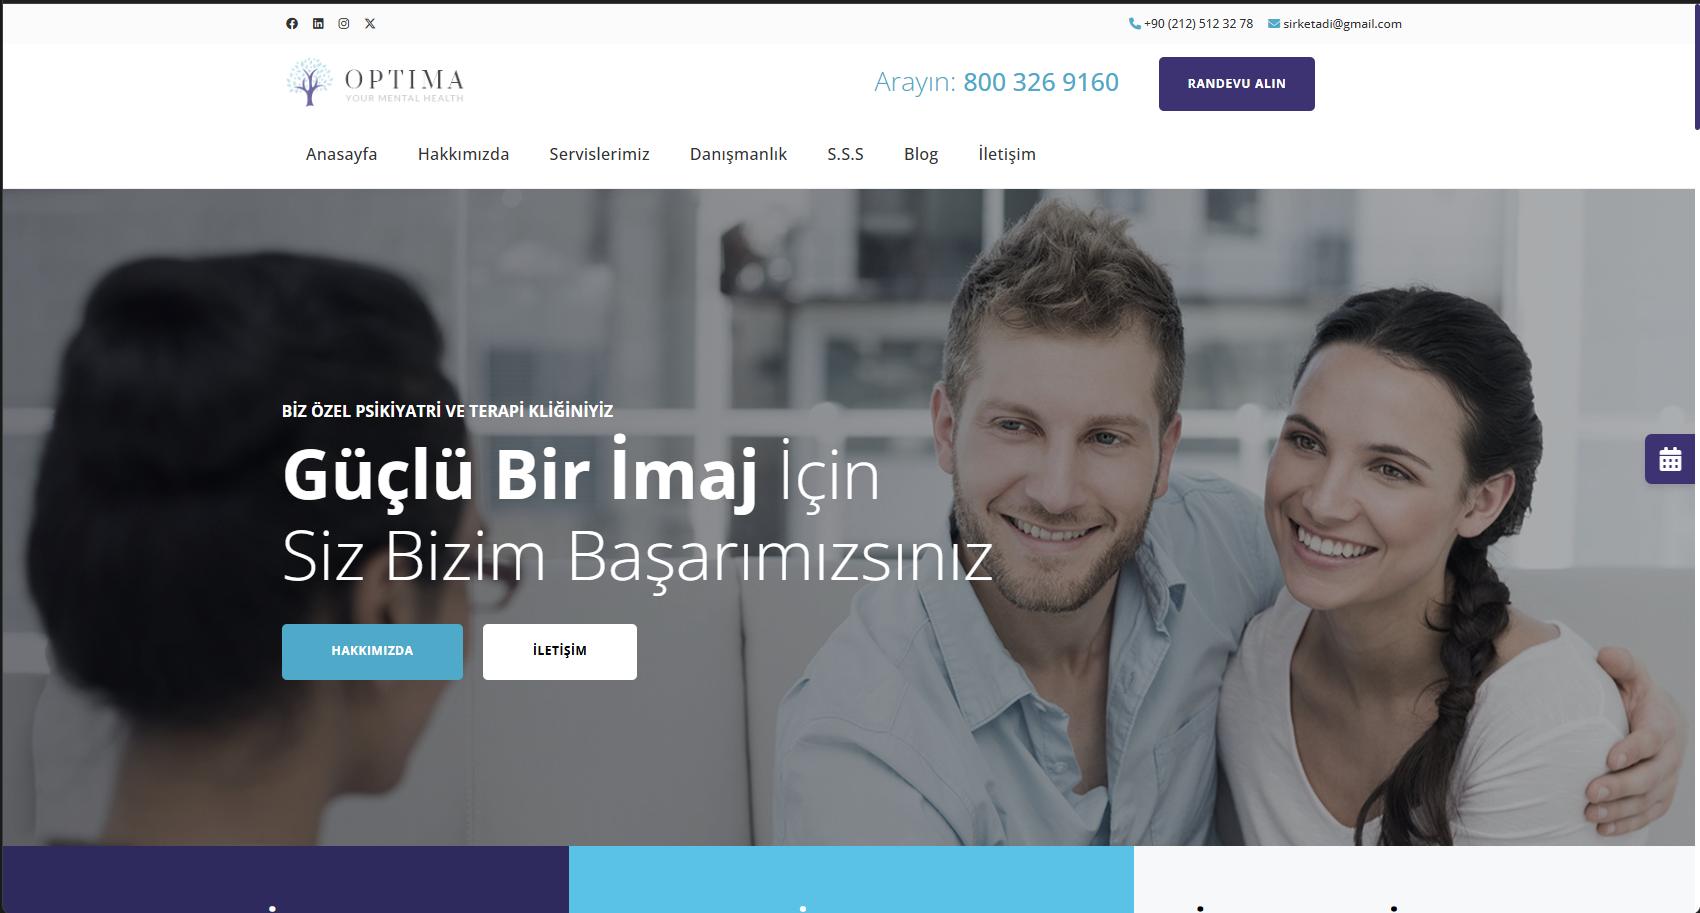 +90 (212) 512 32 78 sirketadi@gmail.com
OPTIMA
YOUR MENTAL HEALTH
Arayın: 800 326 9160
RANDEVU ALIN
Anasayfa Hakkımızda Servislerimiz Danışmanlık S.S.S Blog İletişim
BİZ ÖZEL PSİKİYATRİ VE TERAPİ KLİĞİNİYİZ
Güçlü Bir İmaj İçin
Siz Bizim Başarımızsınız
HAKKIMIZDA İLETİŞİM